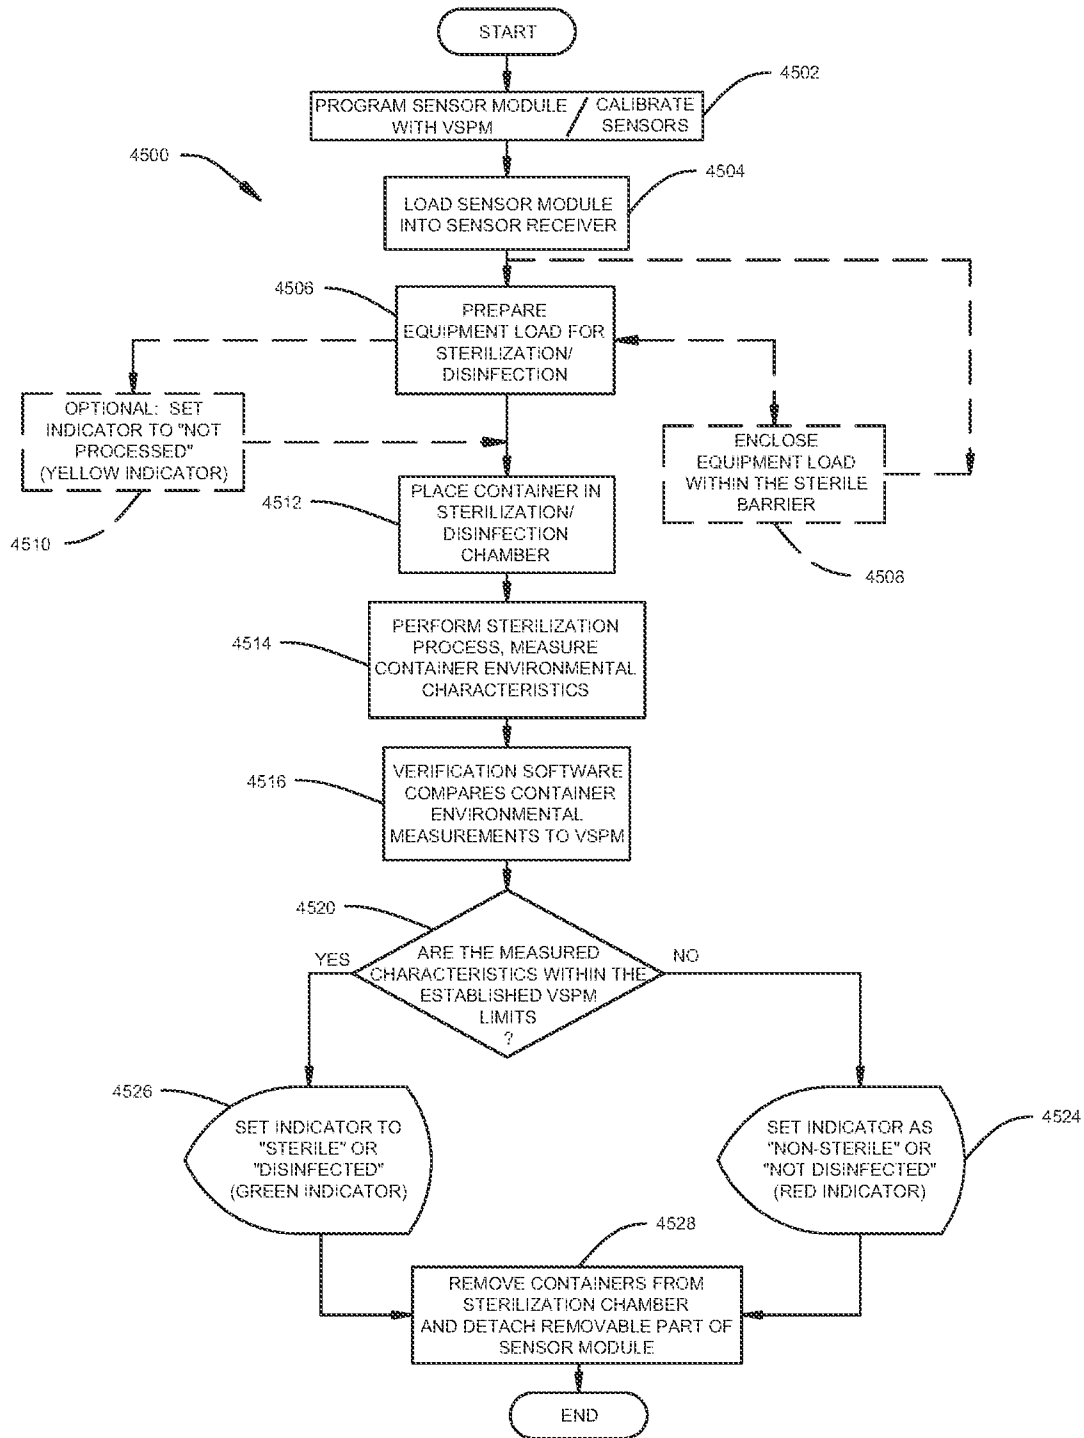 START
4502
PROGRAM SENSOR MODULE
WITH VSPM
/
CALIBRATE
SENSORS
4500
4504
LOAD SENSOR MODULE
INTO SENSOR RECEIVER
4506
PREPARE
EQUIPMENT LOAD FOR
STERILIZATION/
DISINFECTION
OPTIONAL: SET
INDICATOR TO "NOT
PROCESSED"
(YELLOW INDICATOR)
4510
ENCLOSE
EQUIPMENT LOAD
WITHIN THE STERILE
BARRIER
4508
4512
PLACE CONTAINER IN
STERILIZATION/
DISINFECTION
CHAMBER
4514
PERFORM STERILIZATION
PROCESS, MEASURE
CONTAINER ENVIRONMENTAL
CHARACTERISTICS
4516
VERIFICATION SOFTWARE
COMPARES CONTAINER
ENVIRONMENTAL
MEASUREMENTS TO VSPM
4520
YES
NO
ARE THE MEASURED
CHARACTERISTICS WITHIN THE
ESTABLISHED VSPM
LIMITS
?
4526
SET INDICATOR TO
"STERILE" OR
"DISINFECTED"
(GREEN INDICATOR)
4524
SET INDICATOR AS
"NON-STERILE" OR
"NOT DISINFECTED"
(RED INDICATOR)
4528
REMOVE CONTAINERS FROM
STERILIZATION CHAMBER
AND DETACH REMOVABLE PART OF
SENSOR MODULE
END